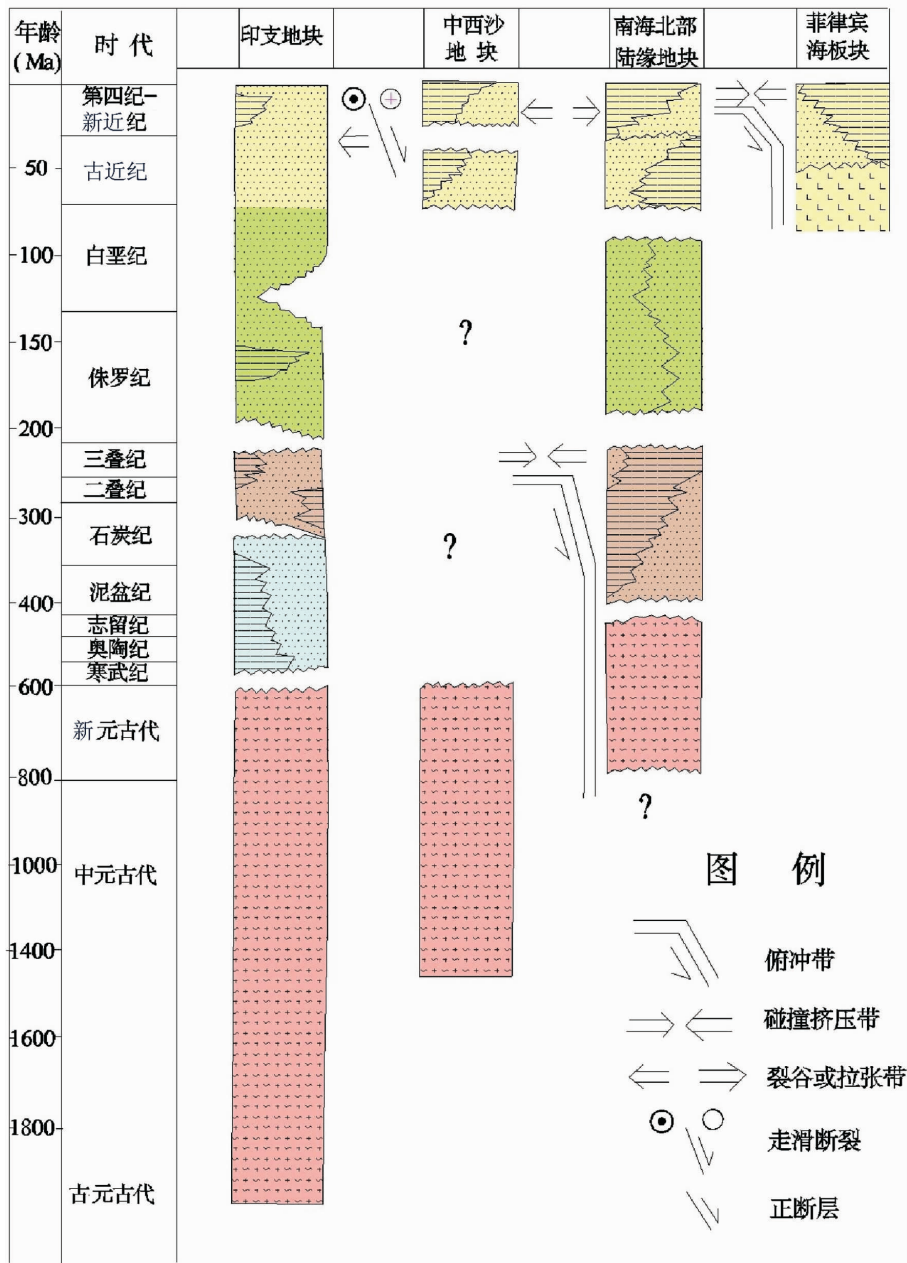 年龄
(Ma)
时 代
印支地块
中西沙
地 块
南海北部
陆缘地块
菲律宾
海板块
第四纪-
新近纪
50
古近纪
100
白垩纪
150
侏罗纪
200
三叠纪
二叠纪
300
石炭纪
泥盆纪
400
志留纪
奥陶纪
寒武纪
600
新元古代
800
1000
中元古代
1400
1600
1800
古元古代
?
?
?
图 例
俯冲带
碰撞挤压带
裂谷或拉张带
走滑断裂
正断层